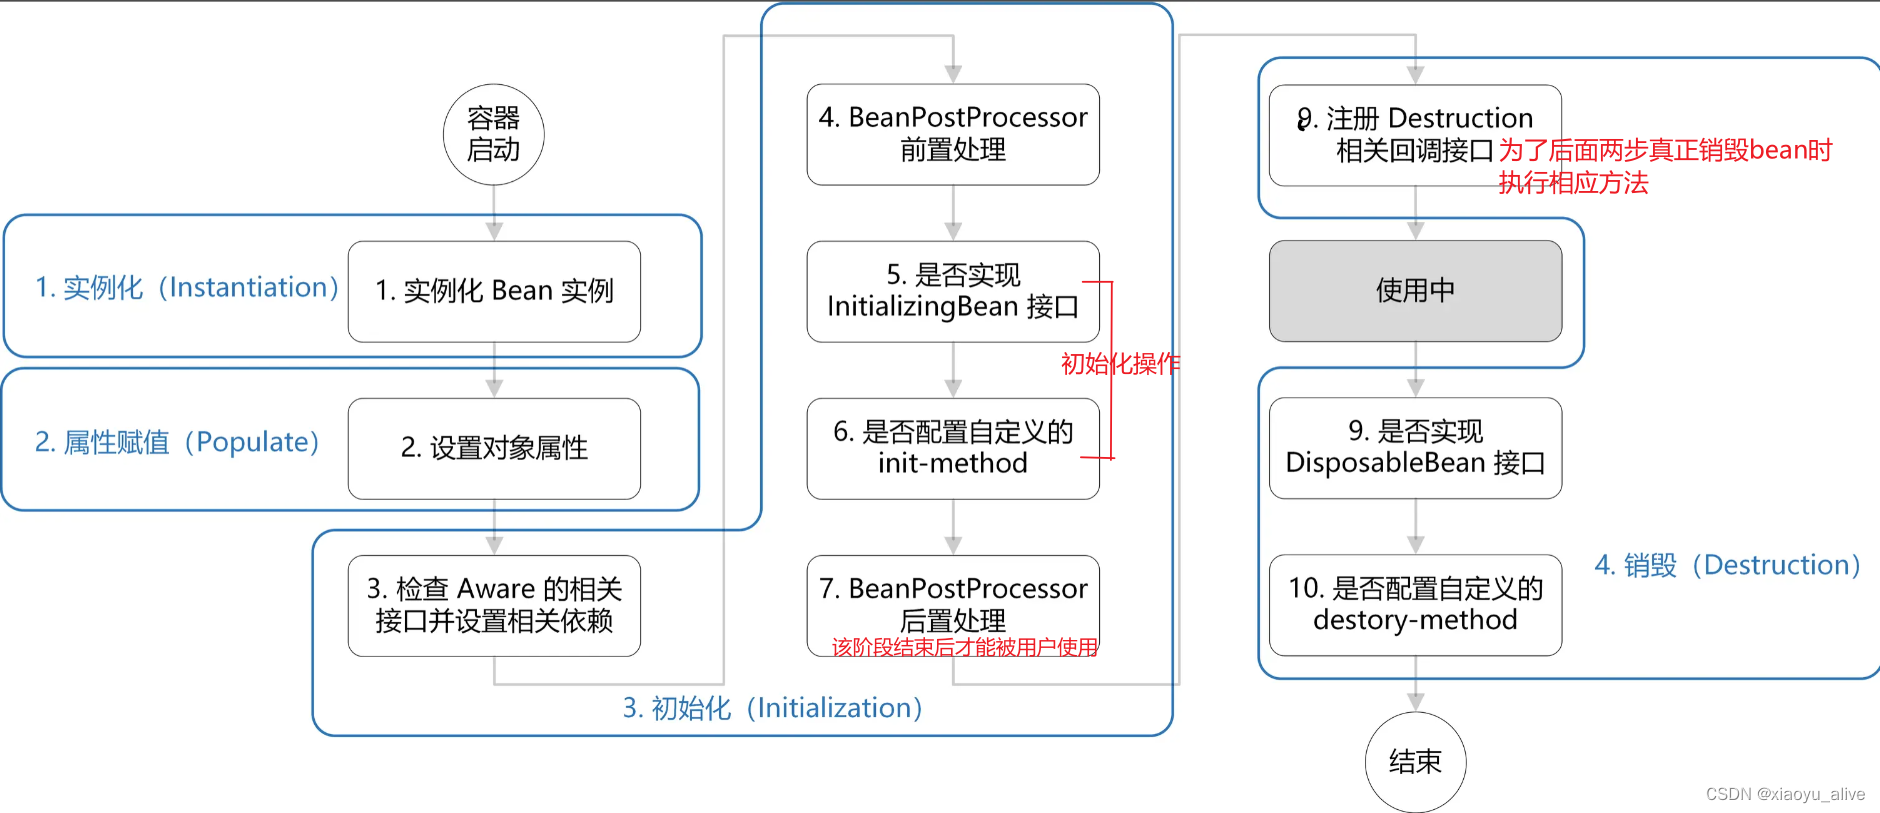 容器
启动
1. 实例化（Instantiation）
1. 实例化 Bean 实例
2. 属性赋值（Populate）
2. 设置对象属性
3. 检查 Aware 的相关
接口并设置相关依赖
4. BeanPostProcessor
前置处理
5. 是否实现
InitializingBean 接口
初始化操作
6. 是否配置自定义的
init-method
7. BeanPostProcessor
后置处理
该阶段结束后才能被用户使用
3. 初始化（Initialization）
9. 注册 Destruction
相关回调接口
为了后面两步真正销毁bean时
执行相应方法
使用中
9. 是否实现
DisposableBean 接口
10. 是否配置自定义的
destory-method
4. 销毁（Destruction）
结束
CSDN @xiaoyu_alive